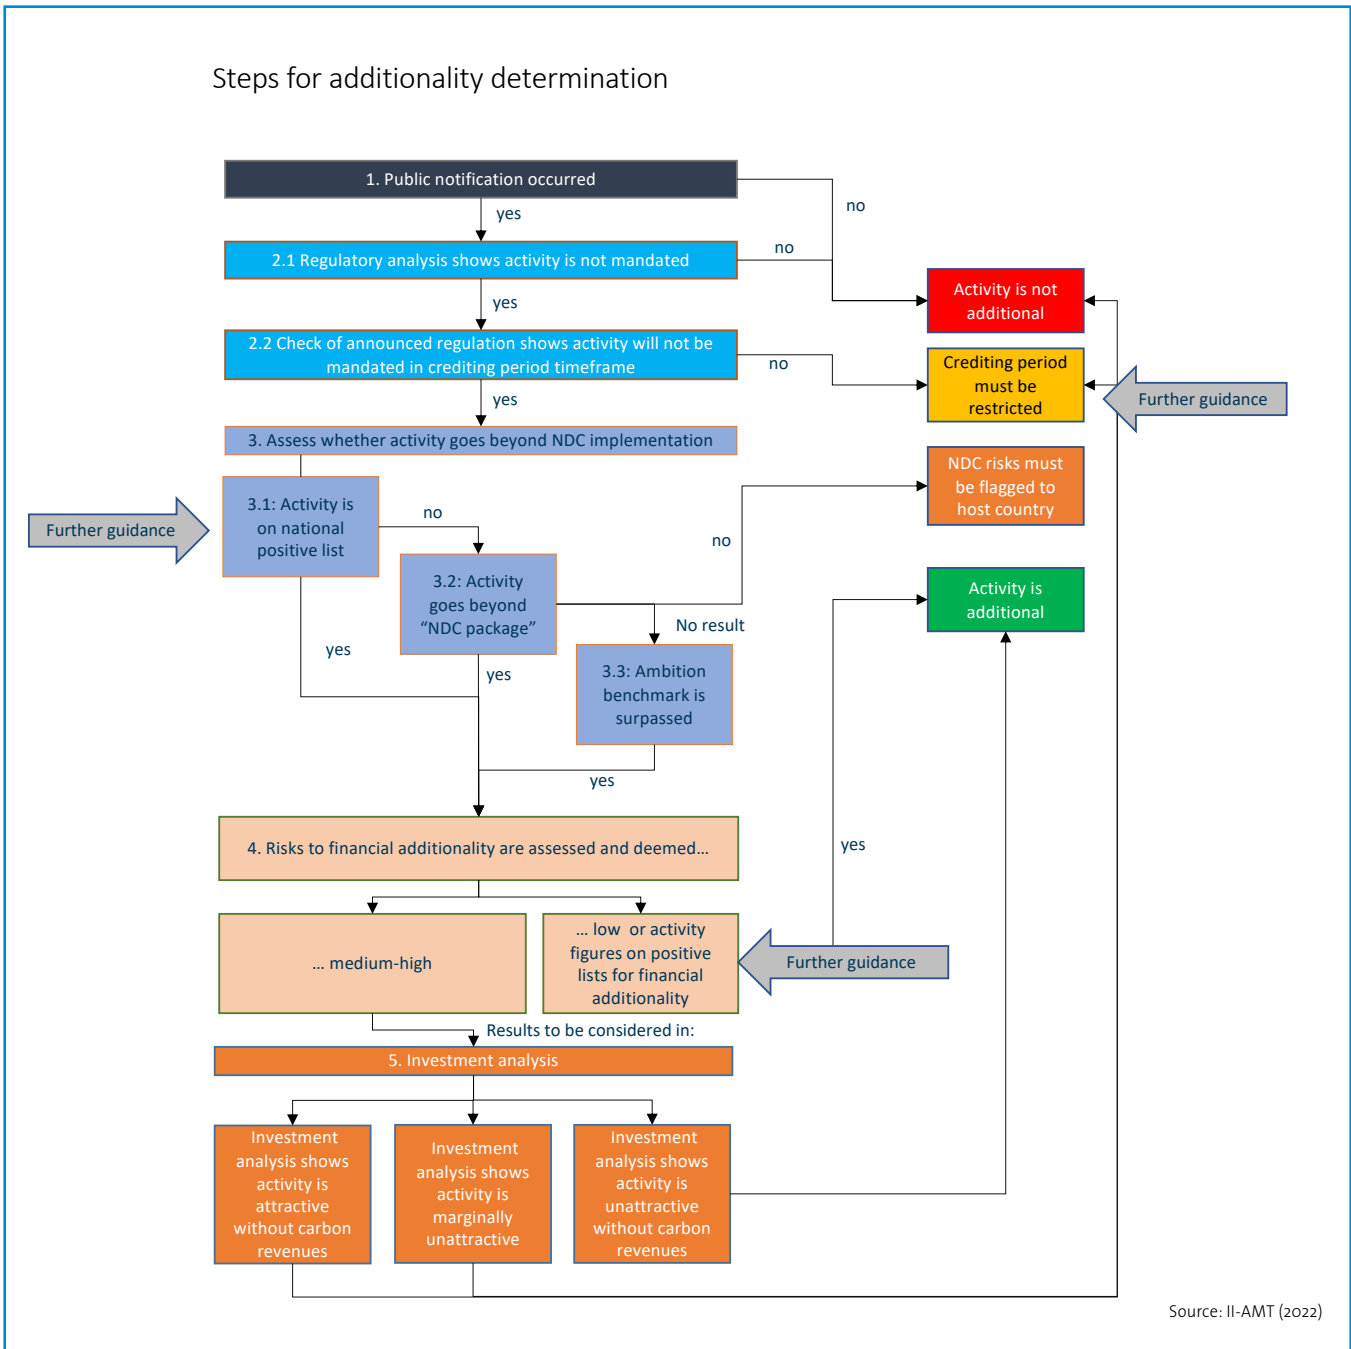 Steps for additionality determination
1. Public notification occurred
no
yes
2.1 Regulatory analysis shows activity is not mandated
no
Activity is not
additional
yes
2.2 Check of announced regulation shows activity will not be
mandated in crediting period timeframe
no
Crediting period
must be
restricted
Further guidance
yes
3. Assess whether activity goes beyond NDC implementation
NDC risks must
be flagged to
host country
Further guidance
3.1: Activity is
on national
positive list
no
no
3.2: Activity
goes beyond
“NDC package”
Activity is
additional
No result
yes
yes
3.3: Ambition
benchmark is
surpassed
yes
4. Risks to financial additionality are assessed and deemed…
yes
… medium-high
… low or activity
figures on positive
lists for financial
additionality
Further guidance
Results to be considered in:
5. Investment analysis
Investment
analysis shows
activity is
attractive
without carbon
revenues
Investment
analysis shows
activity is
marginally
unattractive
Investment
analysis shows
activity is
unattractive
without carbon
revenues
Source: II-AMT (2022)